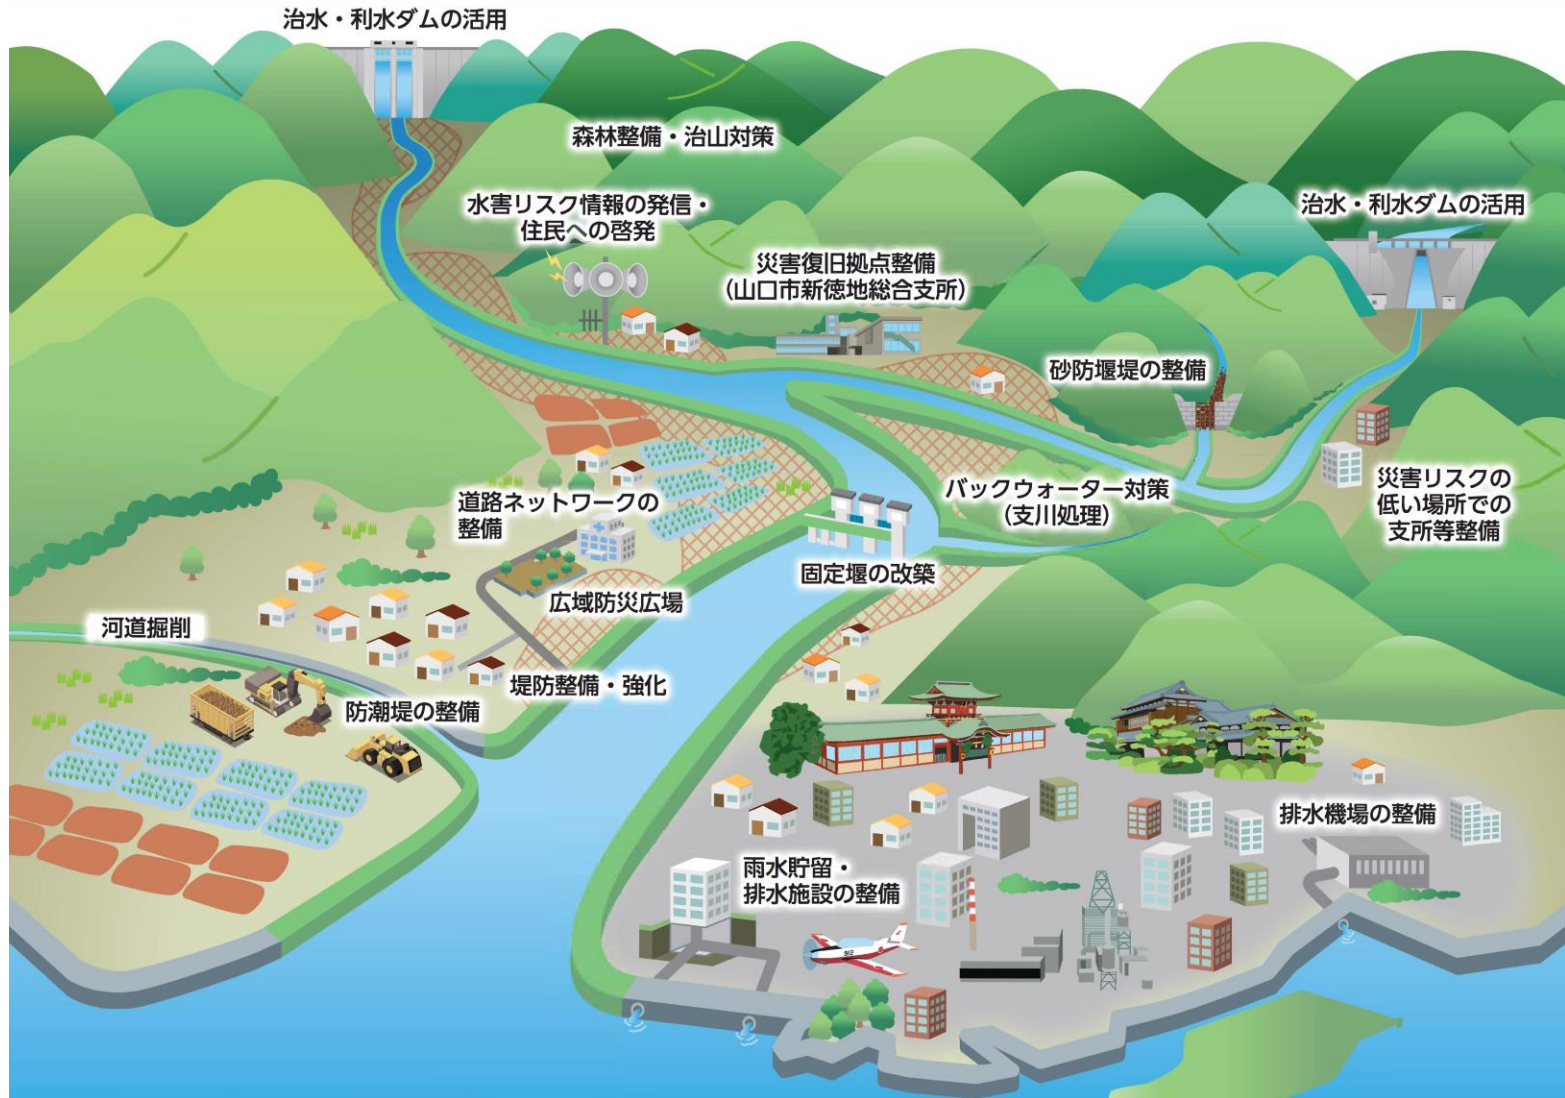 治水・利水ダムの活用
森林整備・治山対策
水害リスク情報の発信・
住民への啓発
治水・利水ダムの活用
災害復旧拠点整備
（山口市新徳地総合支所）
砂防堰堤の整備
バックウォーター対策
（支川処理）
災害リスクの
低い場所での
支所等整備
道路ネットワークの
整備
固定堰の改築
広域防災広場
河道掘削
堤防整備・強化
防潮堤の整備
排水機場の整備
雨水貯留・
排水施設の整備
912